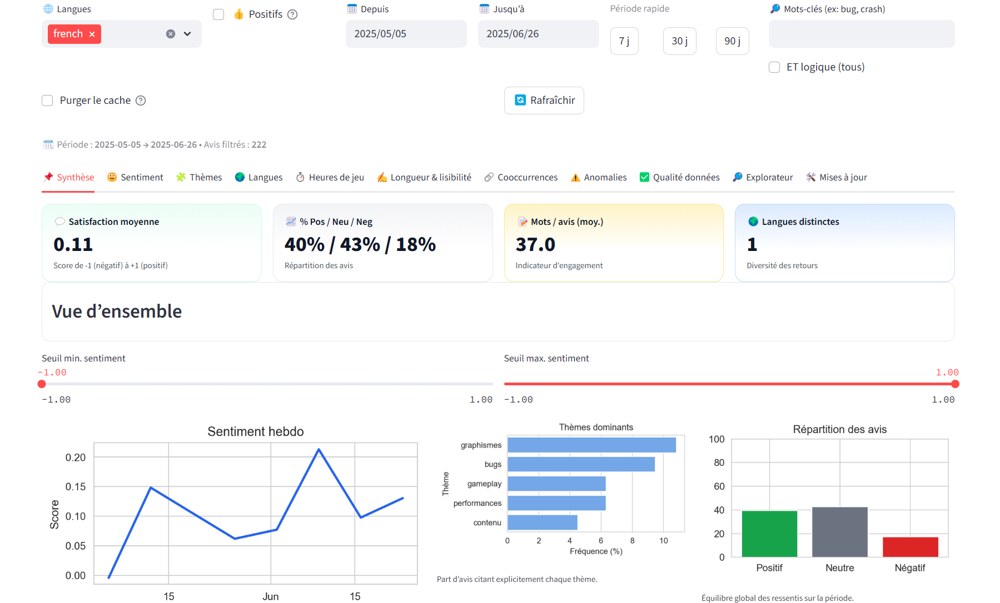 Langues
french ×
Positifs
Depuis
2025/05/05
Jusqu’à
2025/06/26
Période rapide
7 j
30 j
90 j
Mots-clés (ex: bug, crash)
ET logique (tous)
Purger le cache
Rafraîchir
Période : 2025-05-05 → 2025-06-26 • Avis filtrés : 222
Synthèse
Sentiment
Thèmes
Langues
Heures de jeu
Longueur & lisibilité
Cooccurrences
Anomalies
Qualité données
Explorateur
Mises à jour
Satisfaction moyenne
0.11
Score de -1 (négatif) à +1 (positif)
% Pos / Neu / Neg
40% / 43% / 18%
Répartition des avis
Mots / avis (moy.)
37.0
Indicateur d'engagement
Langues distinctes
1
Diversité des retours
Vue d’ensemble
Seuil min. sentiment
-1.00
-1.00
1.00
Seuil max. sentiment
1.00
-1.00
1.00
Sentiment hebdo
Score
0.20
0.15
0.10
0.05
0.00
15
Jun
15
Thèmes dominants
Thème
graphismes
bugs
gameplay
performances
contenu
0
2
4
6
8
10
Fréquence (%)
Part d’avis citant explicitement chaque thème.
Répartition des avis
100
80
60
40
20
0
Positif
Neutre
Négatif
Équilibre global des ressentis sur la période.